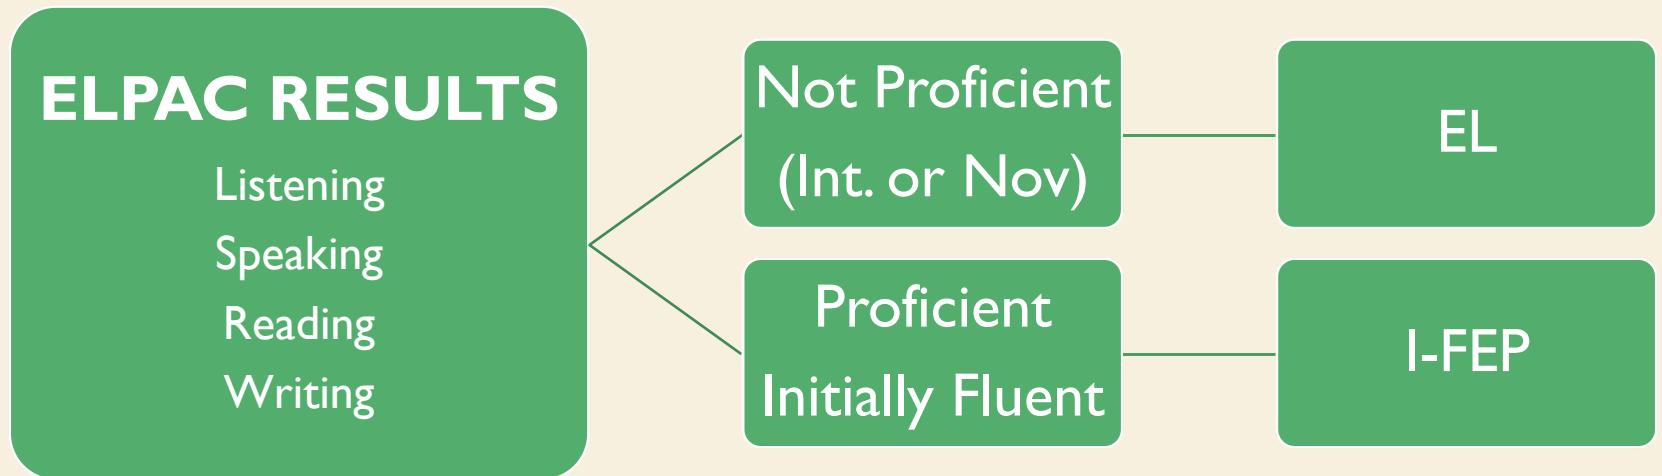 ELPAC RESULTS
Listening
Speaking
Reading
Writing
Not Proficient
(Int. or Nov)
EL
Proficient
Initially Fluent
I-FEP